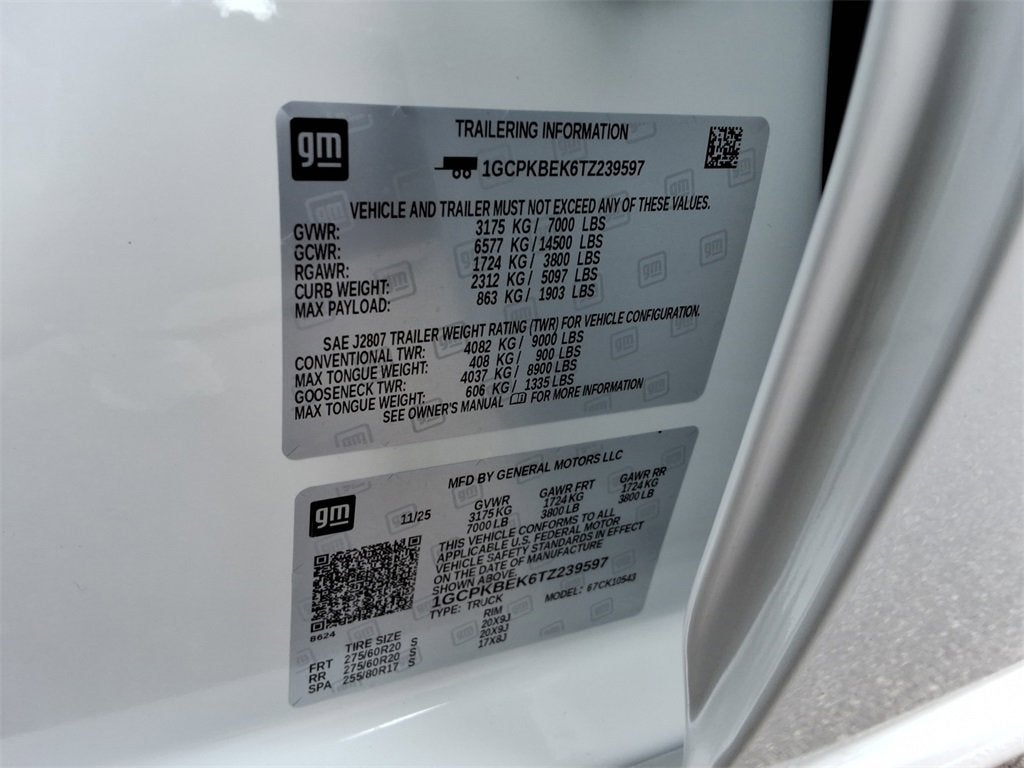 gm
TRAILERING INFORMATION
1GCPKBEK6TZ239597
VEHICLE AND TRAILER MUST NOT EXCEED ANY OF THESE VALUES.
GVWR: 3175 KG / 7000 LBS
GCWR: 6577 KG / 14500 LBS
RGAWR: 1724 KG / 3800 LBS
CURB WEIGHT: 2312 KG / 5097 LBS
MAX PAYLOAD: 863 KG / 1903 LBS
SAE J2807 TRAILER WEIGHT RATING (TWR) FOR VEHICLE CONFIGURATION.
CONVENTIONAL TWR: 4082 KG / 9000 LBS
MAX TONGUE WEIGHT: 408 KG / 900 LBS
GOOSENECK TWR: 4037 KG / 8900 LBS
MAX TONGUE WEIGHT: 606 KG / 1335 LBS
SEE OWNER'S MANUAL FOR MORE INFORMATION
gm
MFD BY GENERAL MOTORS LLC
11/25
GVWR GAWR FRT GAWR RR
3175 KG 1724 KG 1724 KG
7000 LB 3800 LB 3800 LB
THIS VEHICLE CONFORMS TO ALL
APPLICABLE U.S. FEDERAL MOTOR
VEHICLE SAFETY STANDARDS IN EFFECT
ON THE DATE OF MANUFACTURE
SHOWN ABOVE.
1GCPKBEK6TZ239597
TYPE: TRUCK MODEL: 67CK10543
8624
TIRE SIZE RIM
FRT 275/60R20 S 20X9J
RR 275/60R20 S 20X9J
SPA 255/80R17 S 17X8J